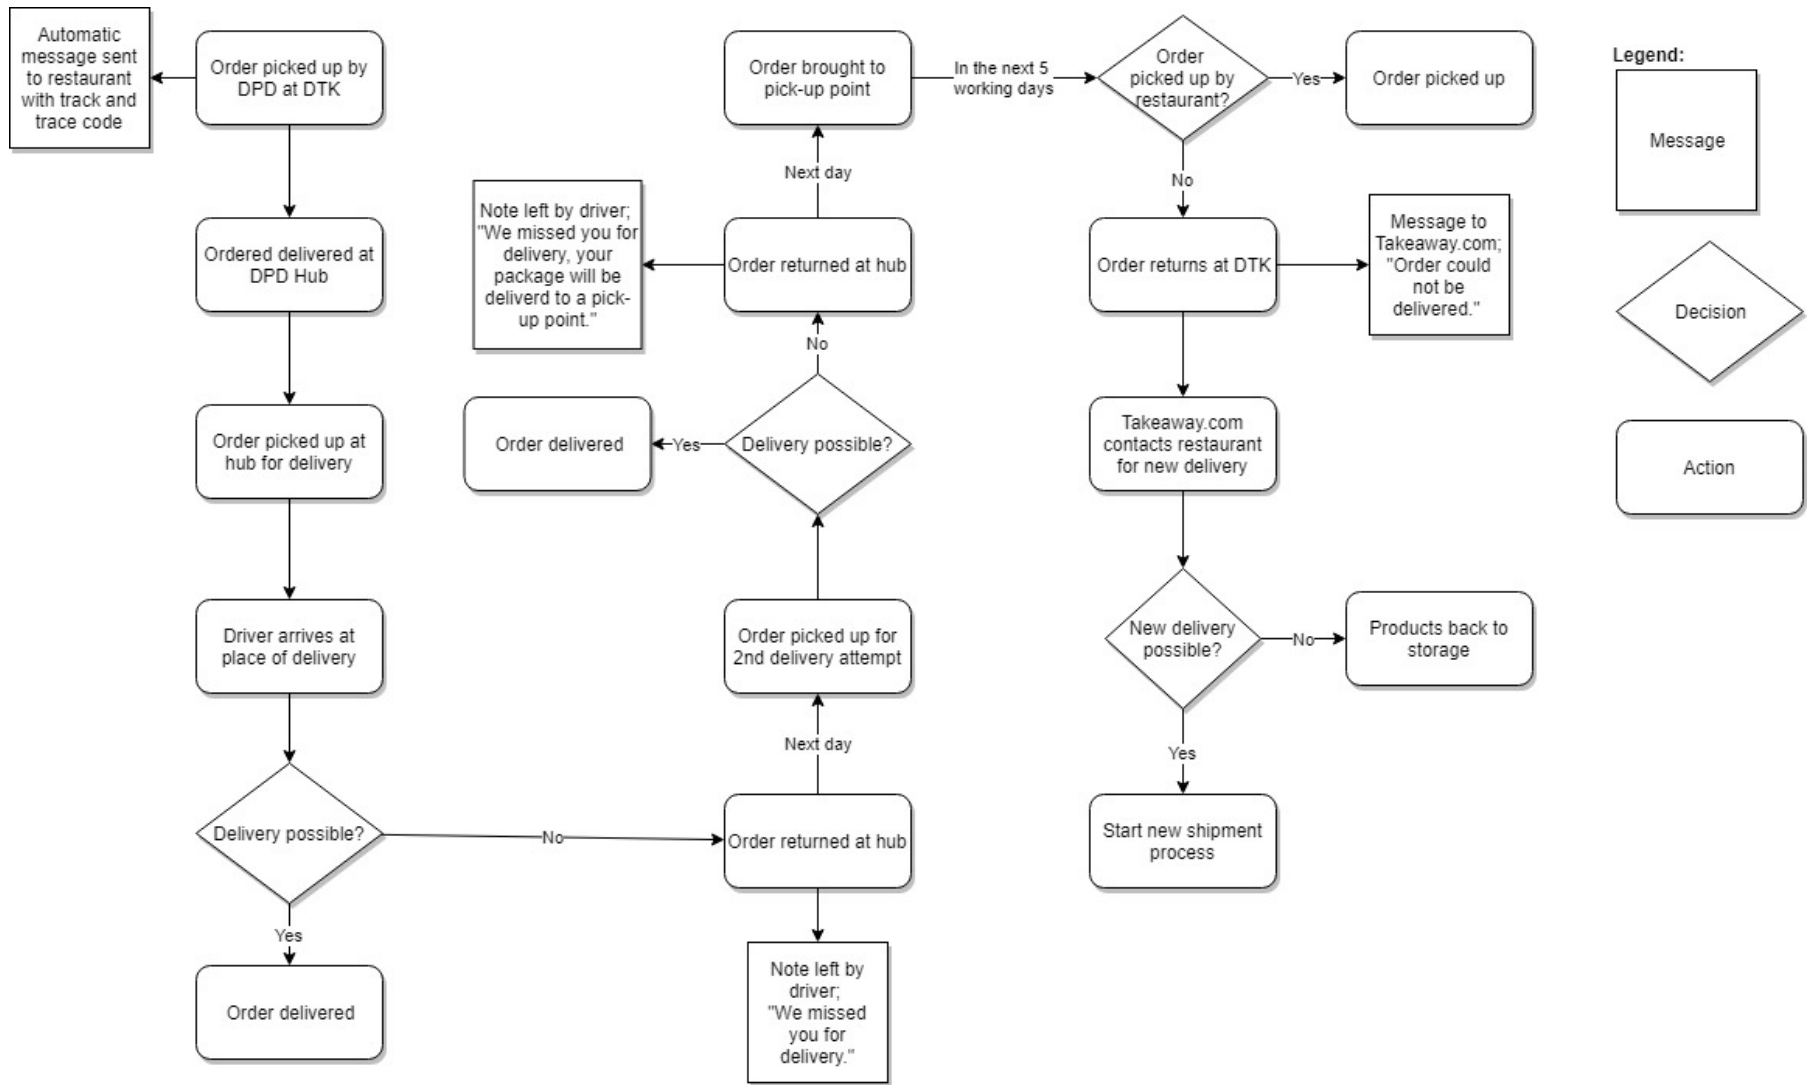 Automatic
message sent
to restaurant
with track and
trace code
Order picked up by
DPD at DTK
Ordered delivered at
DPD Hub
Order picked up at
hub for delivery
Driver arrives at
place of delivery
Delivery possible?
No
Yes
Order delivered
Order returned at hub
Note left by
driver;
"We missed
you for
delivery."
Next day
Order picked up for
2nd delivery attempt
Delivery possible?
Yes
Order delivered
No
Order returned at hub
Note left by driver;
"We missed you for
delivery, your
package will be
deliverd to a pick-
up point."
Next day
Order brought to
pick-up point
In the next 5
working days
Order
picked up by
restaurant?
Yes
Order picked up
No
Order returns at DTK
Message to
Takeaway.com;
"Order could
not be
delivered."
Takeaway.com
contacts restaurant
for new delivery
New delivery
possible?
No
Products back to
storage
Yes
Start new shipment
process
Legend:
Message
Decision
Action